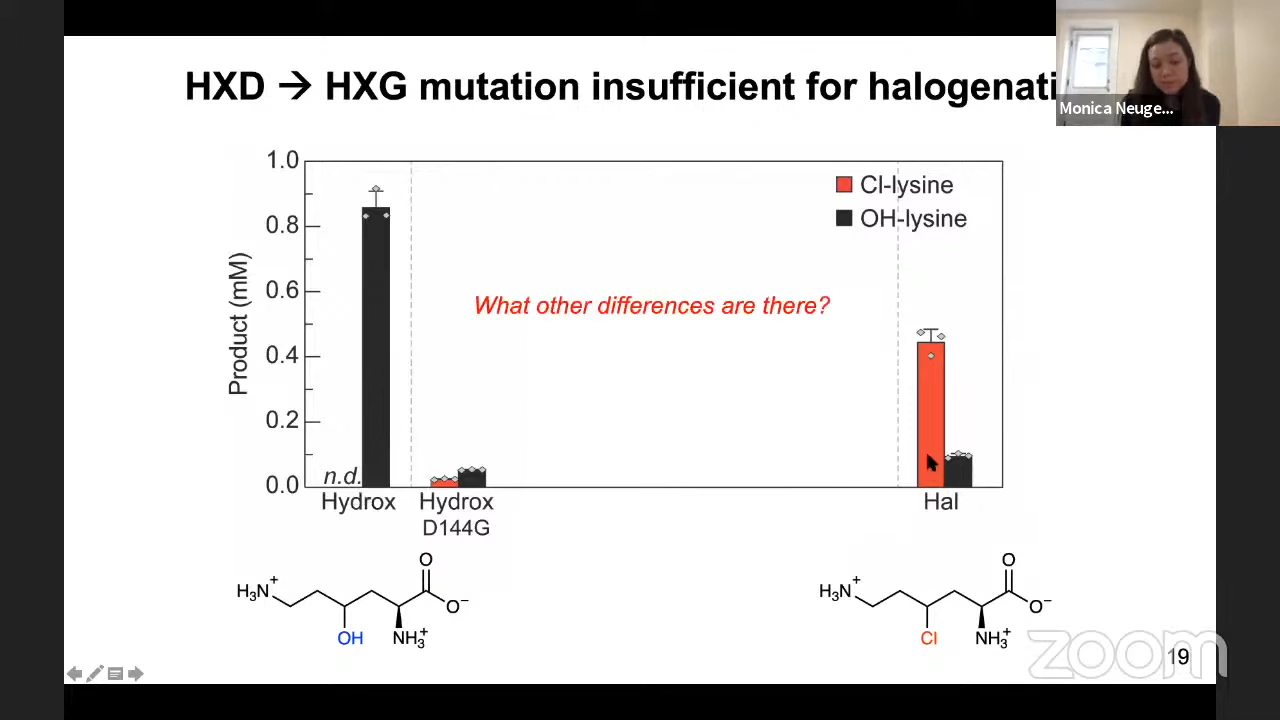 HXD → HXG mutation insufficient for halogenati
Monica Neuge...
1.0
0.8
0.6
0.4
0.2
0.0
Product (mM)
Cl-lysine
OH-lysine
What other differences are there?
n.d.
Hydrox
Hydrox
D144G
Hal
O
H₃N⁺
O⁻
OH
NH₃⁺
O
H₃N⁺
O⁻
Cl
NH₃⁺
zoom
19